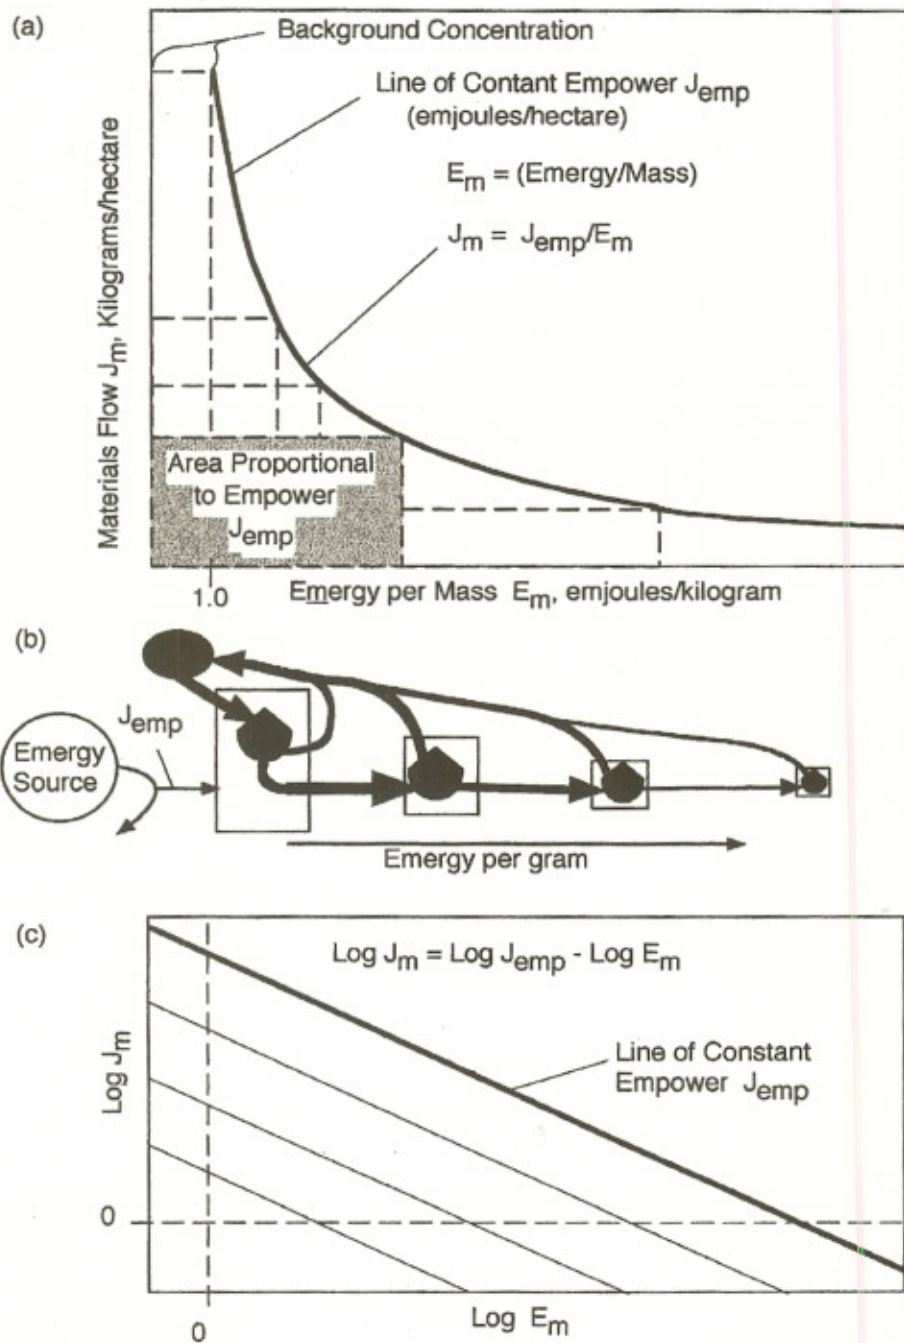 (a)
Background Concentration
Line of Contant Empower Jemp
(emjoules/hectare)
Em = (Emergy/Mass)
Jm = Jemp/Em
Materials Flow Jm, Kilograms/hectare
Area Proportional
to Empower
Jemp
1.0
Emergy per Mass Em, emjoules/kilogram
(b)
Jemp
Emergy
Source
Emergy per gram
(c)
Log Jm = Log Jemp - Log Em
Line of Constant
Empower Jemp
Log Jm
0
0
Log Em